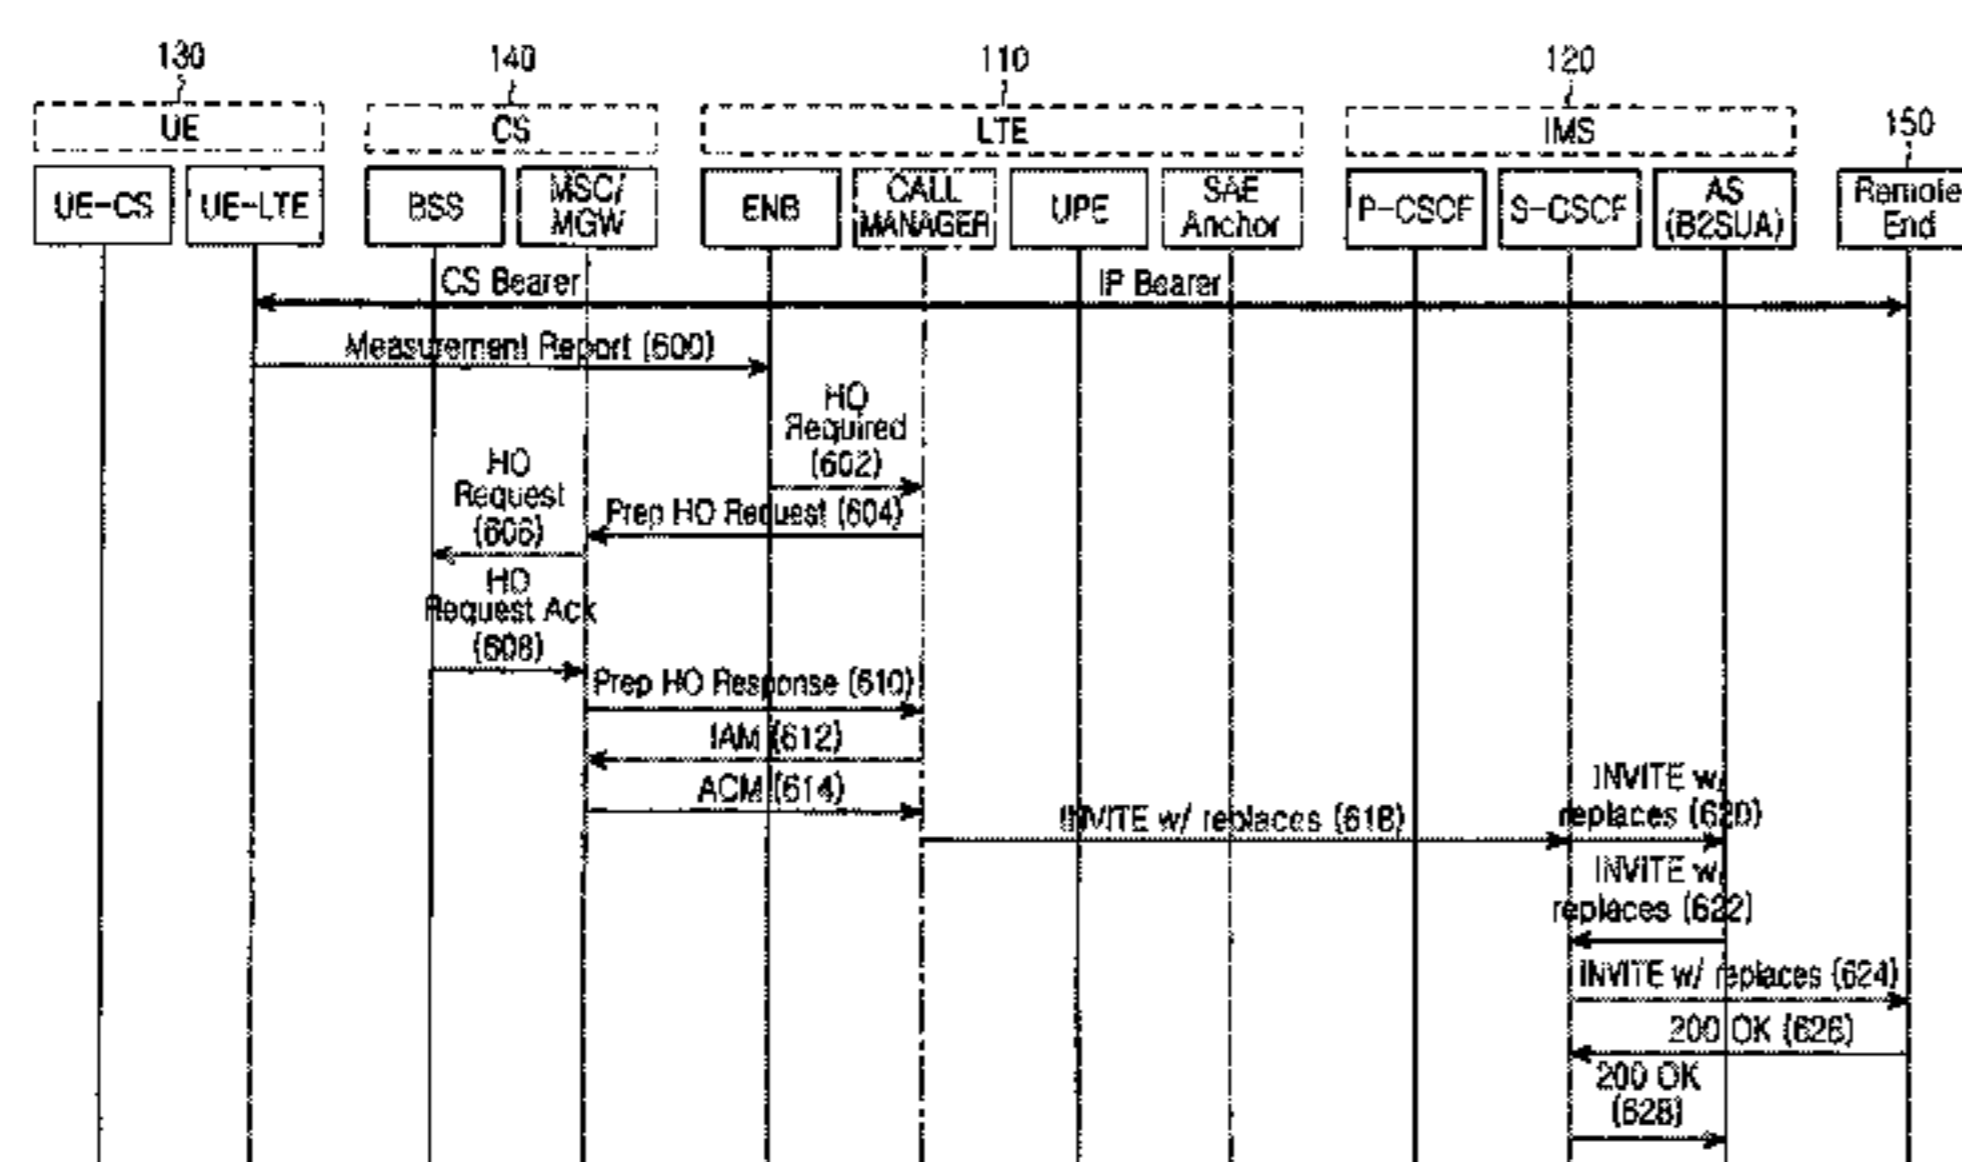 130
140
110
120
150
UE
CS
LTE
IMS
UE-CS
UE-LTE
BSS
MSC/
MGW
ENB
CALL
MANAGER
UPE
SAE
Anchor
P-CSCF
S-CSCF
AS
(B2SUA)
Remote
End
CS Bearer
IP Bearer
Measurement Report (600)
HO
Required
(602)
Prep HO Request (604)
HO
Request
(606)
HO
Request Ack
(608)
Prep HO Response (610)
IAM (612)
ACM (614)
INVITE w/ replaces (618)
INVITE w/
replaces (620)
INVITE w/
replaces (622)
INVITE w/ replaces (624)
200 OK (626)
200 OK
(628)